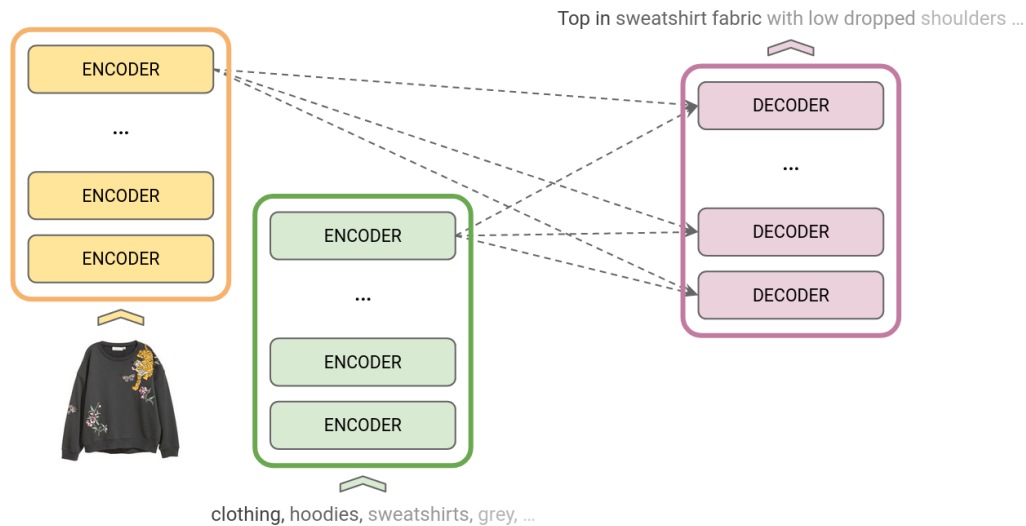 Top in sweatshirt fabric with low dropped shoulders ...
ENCODER
...
ENCODER
ENCODER
ENCODER
...
ENCODER
ENCODER
DECODER
...
DECODER
DECODER
clothing, hoodies, sweatshirts, grey, ...